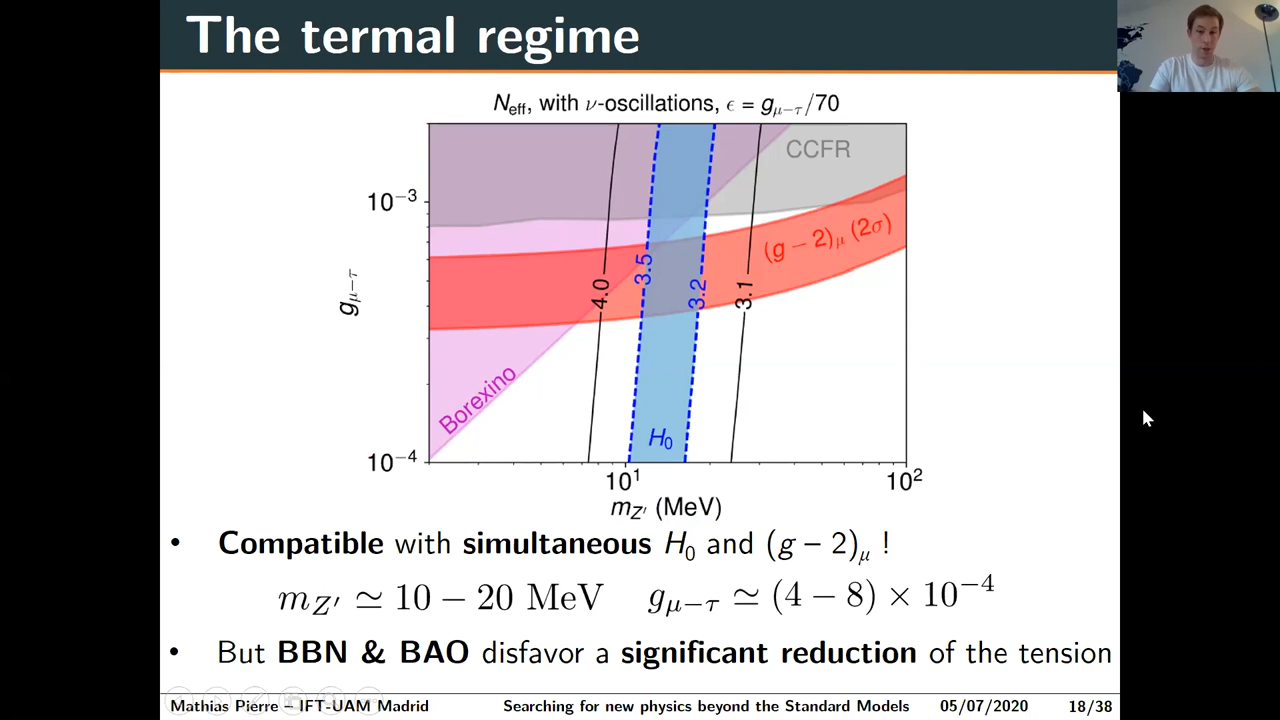 The termal regime
N_eff, with ν-oscillations, ϵ = g_μ−τ/70
CCFR
10⁻³
(g − 2)_μ (2σ)
3.5
4.0
3.2
3.1
g_μ−τ
Borexino
H₀
10⁻⁴
10¹
10²
m_Z′ (MeV)
• Compatible with simultaneous H₀ and (g − 2)_μ !
m_Z′ ≃ 10 − 20 MeV g_μ−τ ≃ (4 − 8) × 10⁻⁴
• But BBN & BAO disfavor a significant reduction of the tension
Mathias Pierre – IFT-UAM Madrid Searching for new physics beyond the Standard Models 05/07/2020 18/38